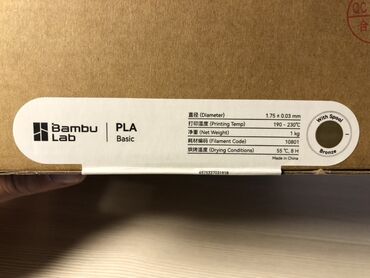 QC
合
Bambu
Lab
PLA
Basic
直径 (Diameter) 1.75 ± 0.03 mm
打印温度 (Printing Temp) 190 - 230℃
净重 (Net Weight) 1 kg
耗材编码 (Filament Code) 10801
烘烤温度 (Drying Conditions) 55 ℃, 8 H
Made in China
With Spool
Bronze